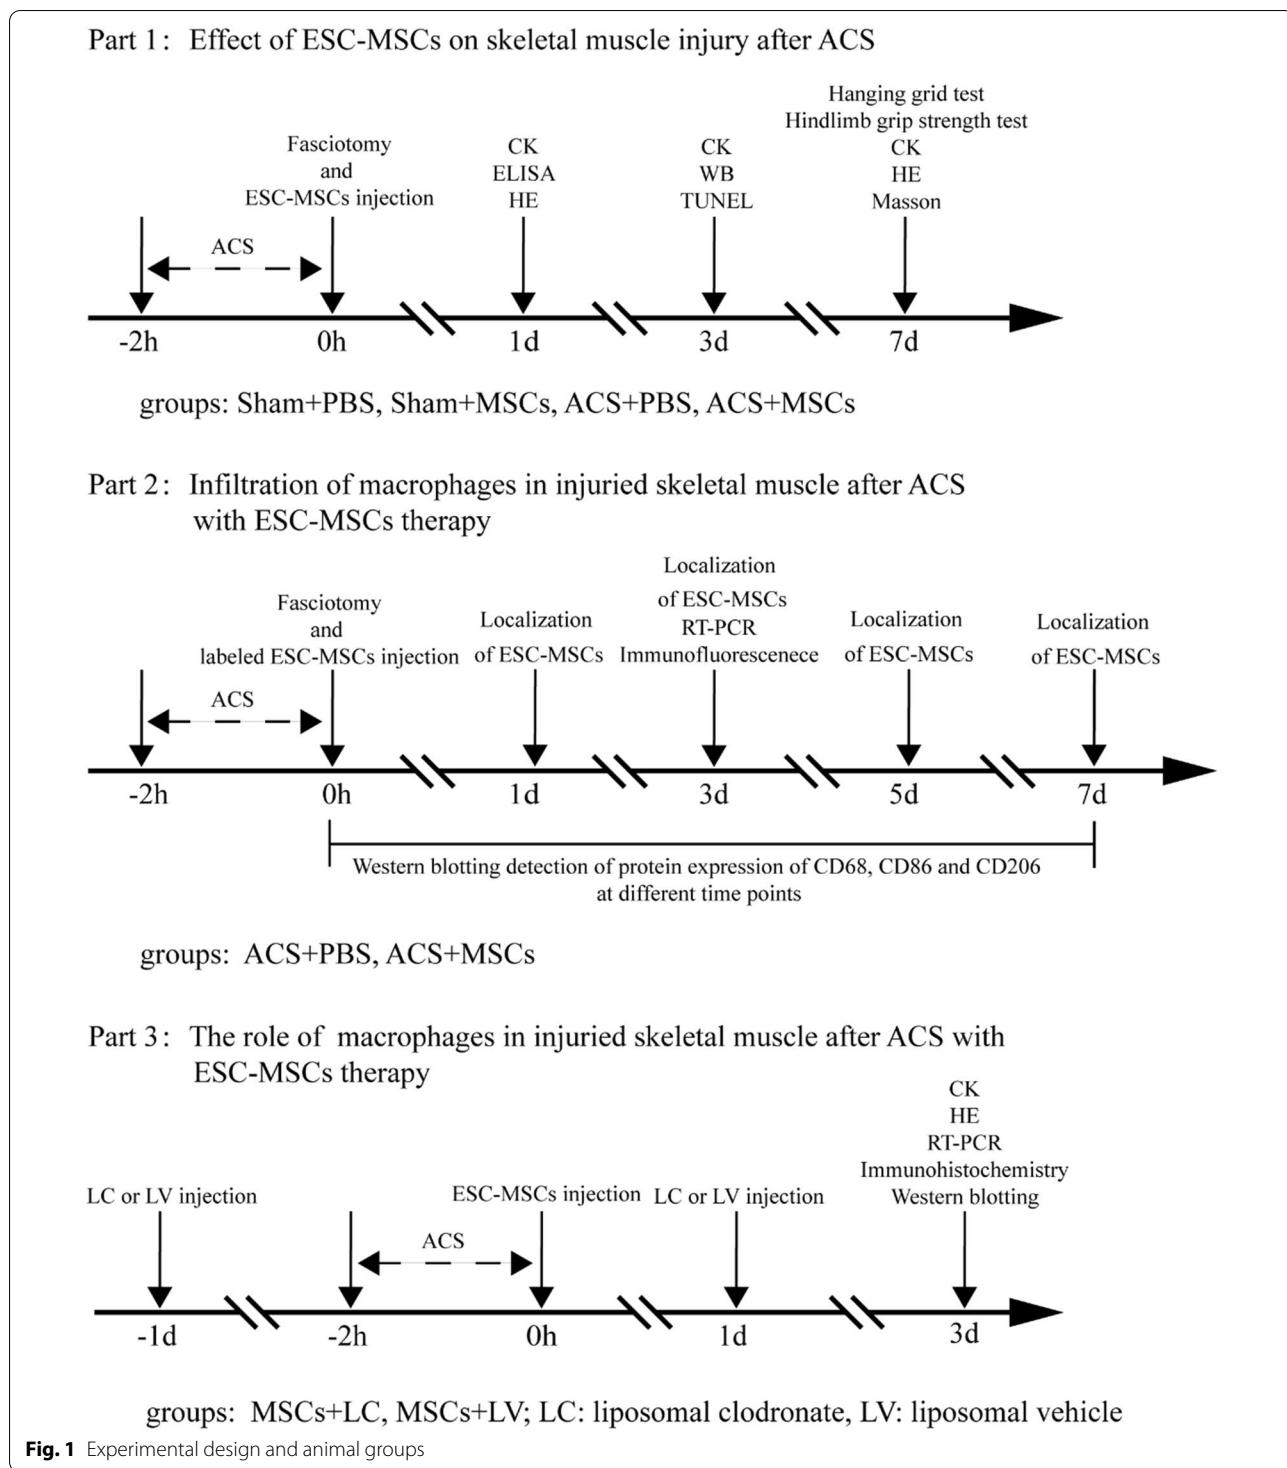 Part 1: Effect of ESC-MSCs on skeletal muscle injury after ACS
Hanging grid test
Hindlimb grip strength test
Fasciotomy
and
ESC-MSCs injection
CK
ELISA
HE
CK
WB
TUNEL
CK
HE
Masson
ACS
-2h
0h
1d
3d
7d
groups: Sham+PBS, Sham+MSCs, ACS+PBS, ACS+MSCs
Part 2: Infiltration of macrophages in injuried skeletal muscle after ACS
with ESC-MSCs therapy
Fasciotomy
and
labeled ESC-MSCs injection
Localization
of ESC-MSCs
Localization
of ESC-MSCs
RT-PCR
Immunofluorescenece
Localization
of ESC-MSCs
Localization
of ESC-MSCs
ACS
-2h
0h
1d
3d
5d
7d
Western blotting detection of protein expression of CD68, CD86 and CD206
at different time points
groups: ACS+PBS, ACS+MSCs
Part 3: The role of macrophages in injuried skeletal muscle after ACS with
ESC-MSCs therapy
LC or LV injection
ESC-MSCs injection
LC or LV injection
CK
HE
RT-PCR
Immunohistochemistry
Western blotting
ACS
-1d
-2h
0h
1d
3d
groups: MSCs+LC, MSCs+LV; LC: liposomal clodronate, LV: liposomal vehicle
Fig. 1 Experimental design and animal groups